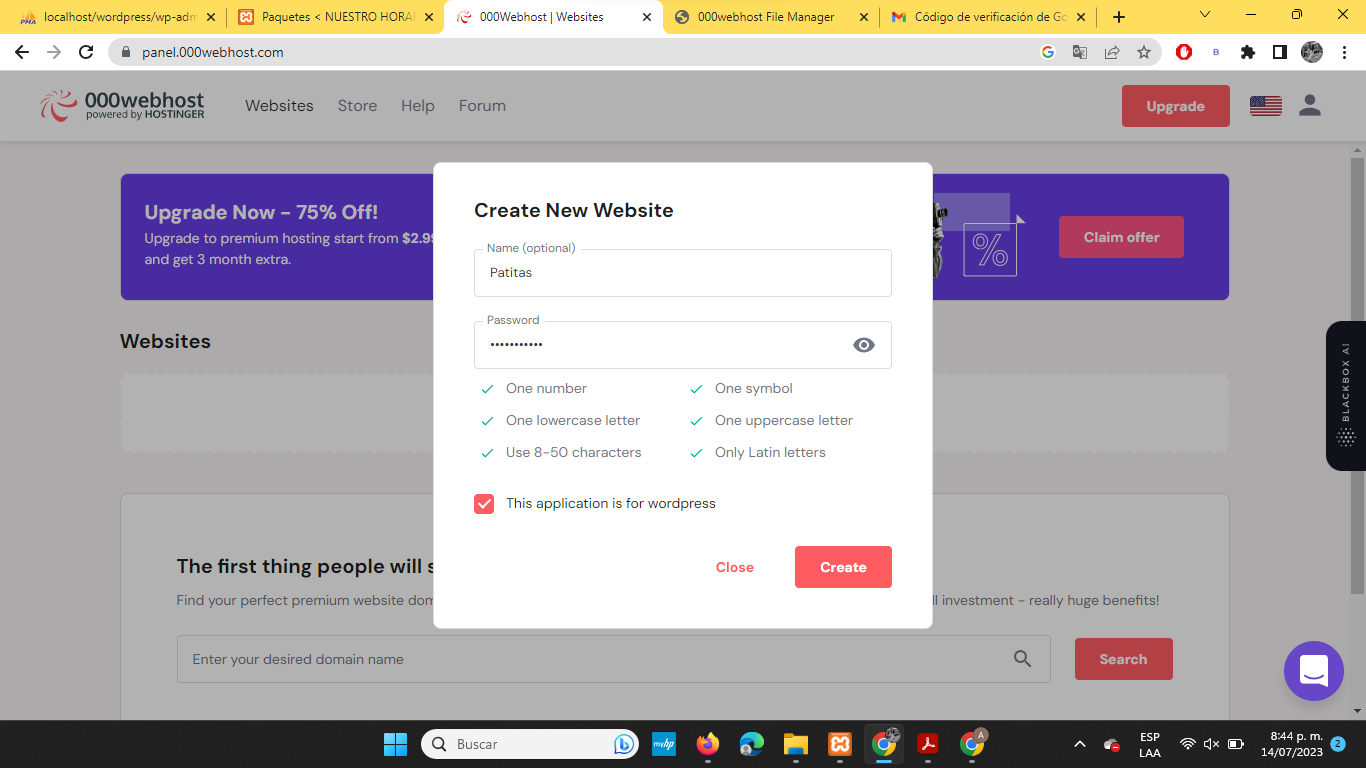 localhost/wordpress/wp-adm
Paquetes < NUESTRO HORA
000Webhost | Websites
000webhost File Manager
Código de verificación de Go
panel.000webhost.com
000webhost
powered by HOSTINGER
Websites
Store
Help
Forum
Upgrade
Upgrade Now - 75% Off!
Upgrade to premium hosting start from $2.99
and get 3 month extra.
%
Claim offer
Websites
Create New Website
Name (optional)
Patitas
Password
•••••••••••
One number
One symbol
One lowercase letter
One uppercase letter
Use 8-50 characters
Only Latin letters
This application is for wordpress
Close
Create
BLACKBOX AI
The first thing people will s
Find your perfect premium website dom
ll investment - really huge benefits!
Enter your desired domain name
Search
Buscar
myhp
A
ESP
LAA
8:44 p. m.
14/07/2023
2